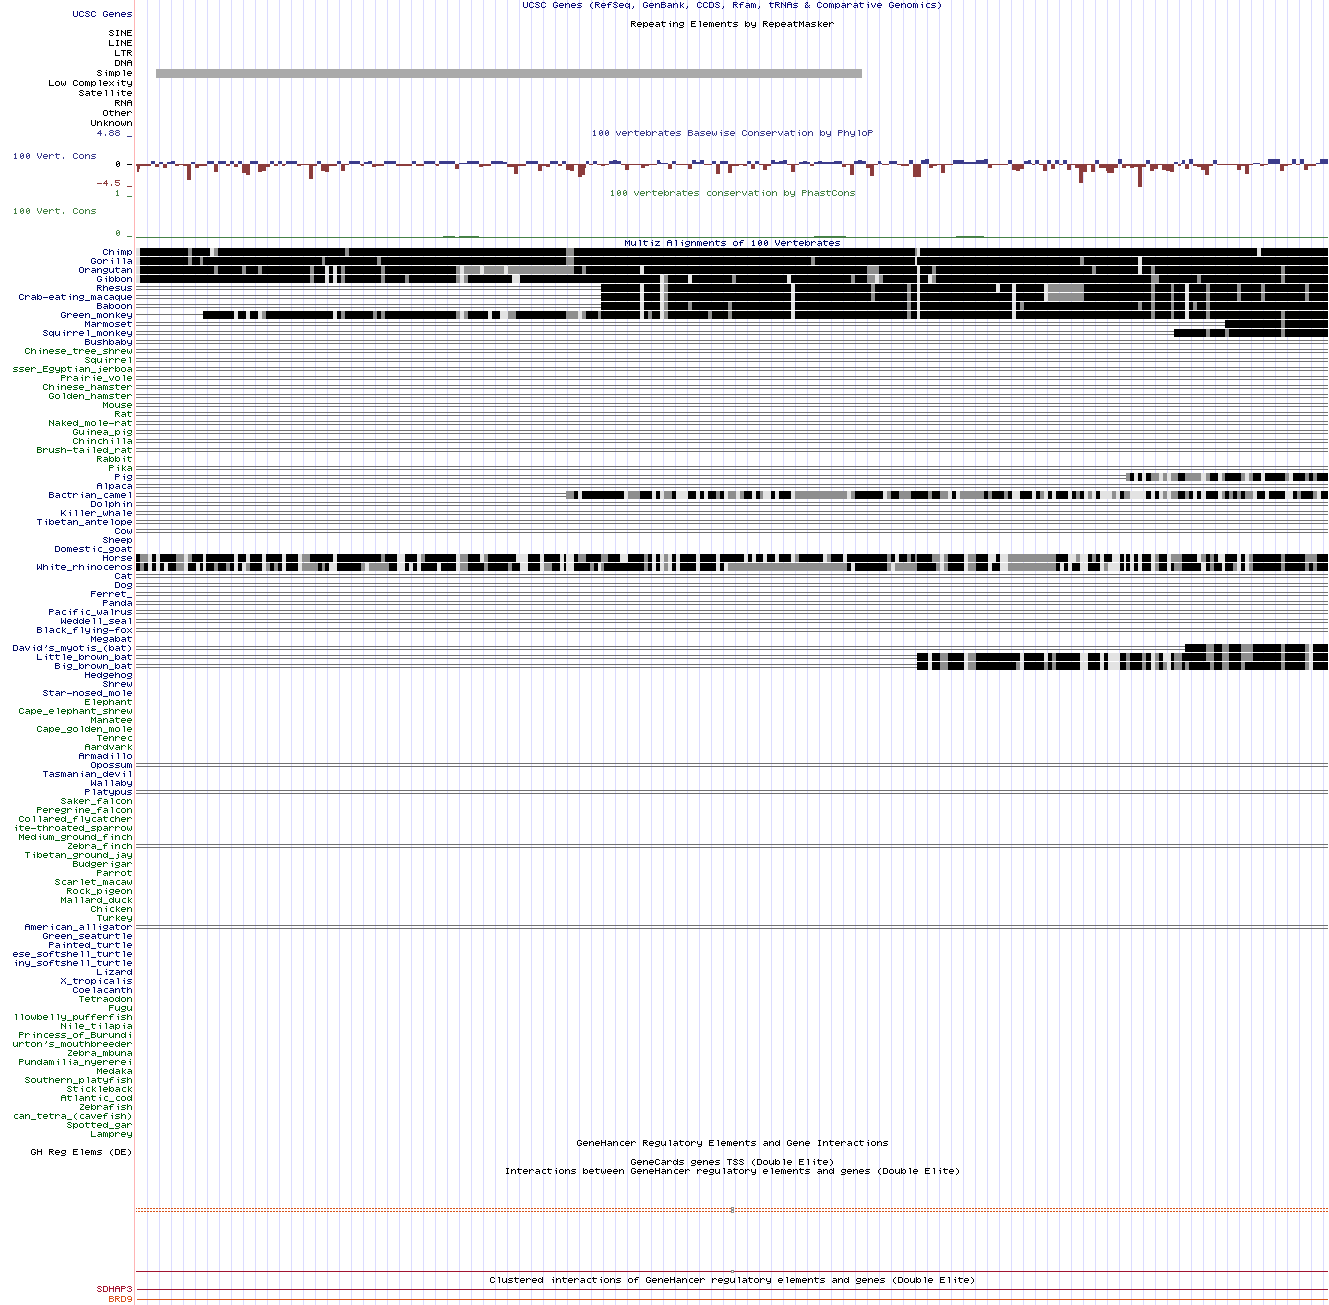 UCSC Genes (RefSeq, GenBank, CCDS, Rfam, tRNAs & Comparative Genomics)
UCSC Genes
Repeating Elements by RepeatMasker
SINE
LINE
LTR
DNA
Simple
Low Complexity
Satellite
RNA
Other
Unknown
4.88 _
100 vertebrates Basewise Conservation by PhyloP
100 Vert. Cons
0 _
-4.5 _
1 _
100 vertebrates conservation by PhastCons
100 Vert. Cons
0 _
Multiz Alignments of 100 Vertebrates
Chimp
Gorilla
Orangutan
Gibbon
Rhesus
Crab-eating_macaque
Baboon
Green_monkey
Marmoset
Squirrel_monkey
Bushbaby
Chinese_tree_shrew
Squirrel
sser_Egyptian_jerboa
Prairie_vole
Chinese_hamster
Golden_hamster
Mouse
Rat
Naked_mole-rat
Guinea_pig
Chinchilla
Brush-tailed_rat
Rabbit
Pika
Pig
Alpaca
Bactrian_camel
Dolphin
Killer_whale
Tibetan_antelope
Cow
Sheep
Domestic_goat
Horse
White_rhinoceros
Cat
Dog
Ferret_
Panda
Pacific_walrus
Weddell_seal
Black_flying-fox
Megabat
David's_myotis_(bat)
Little_brown_bat
Big_brown_bat
Hedgehog
Shrew
Star-nosed_mole
Elephant
Cape_elephant_shrew
Manatee
Cape_golden_mole
Tenrec
Aardvark
Armadillo
Opossum
Tasmanian_devil
Wallaby
Platypus
Saker_falcon
Peregrine_falcon
Collared_flycatcher
ite-throated_sparrow
Medium_ground_finch
Zebra_finch
Tibetan_ground_jay
Budgerigar
Parrot
Scarlet_macaw
Rock_pigeon
Mallard_duck
Chicken
Turkey
American_alligator
Green_seaturtle
Painted_turtle
ese_softshell_turtle
iny_softshell_turtle
Lizard
X_tropicalis
Coelacanth
Tetraodon
Fugu
llowbelly_pufferfish
Nile_tilapia
Princess_of_Burundi
urton's_mouthbreeder
Zebra_mbuna
Pundamilia_nyererei
Medaka
Southern_platyfish
Stickleback
Atlantic_cod
Zebrafish
can_tetra_(cavefish)
Spotted_gar
Lamprey
GeneHancer Regulatory Elements and Gene Interactions
GH Reg Elems (DE)
GeneCards genes TSS (Double Elite)
Interactions between GeneHancer regulatory elements and genes (Double Elite)
Clustered interactions of GeneHancer regulatory elements and genes (Double Elite)
SDHAP3
BRD9